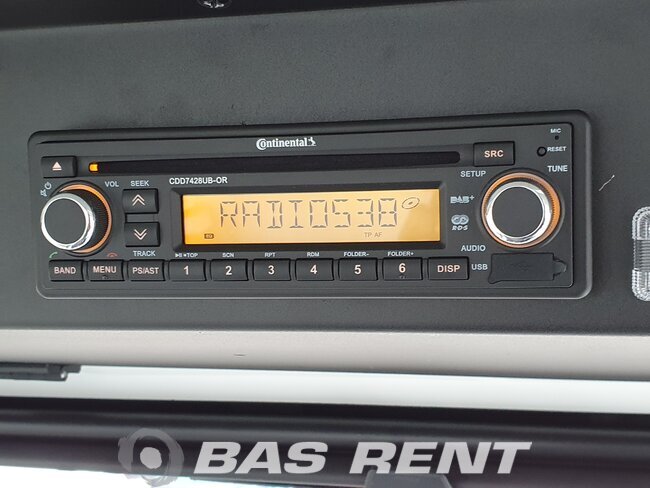 Continental
MIC
RESET
SRC
CDD7428UB-OR
VOL
SEEK
SETUP
TUNE
DAB+
RADIO538
R·D·S
TP AF
TRACK
AUDIO
BAND
MENU
PS/AST
▶II ●TOP
1
SCN
2
RPT
3
RDM
4
FOLDER-
5
FOLDER+
6
DISP
USB
BAS RENT